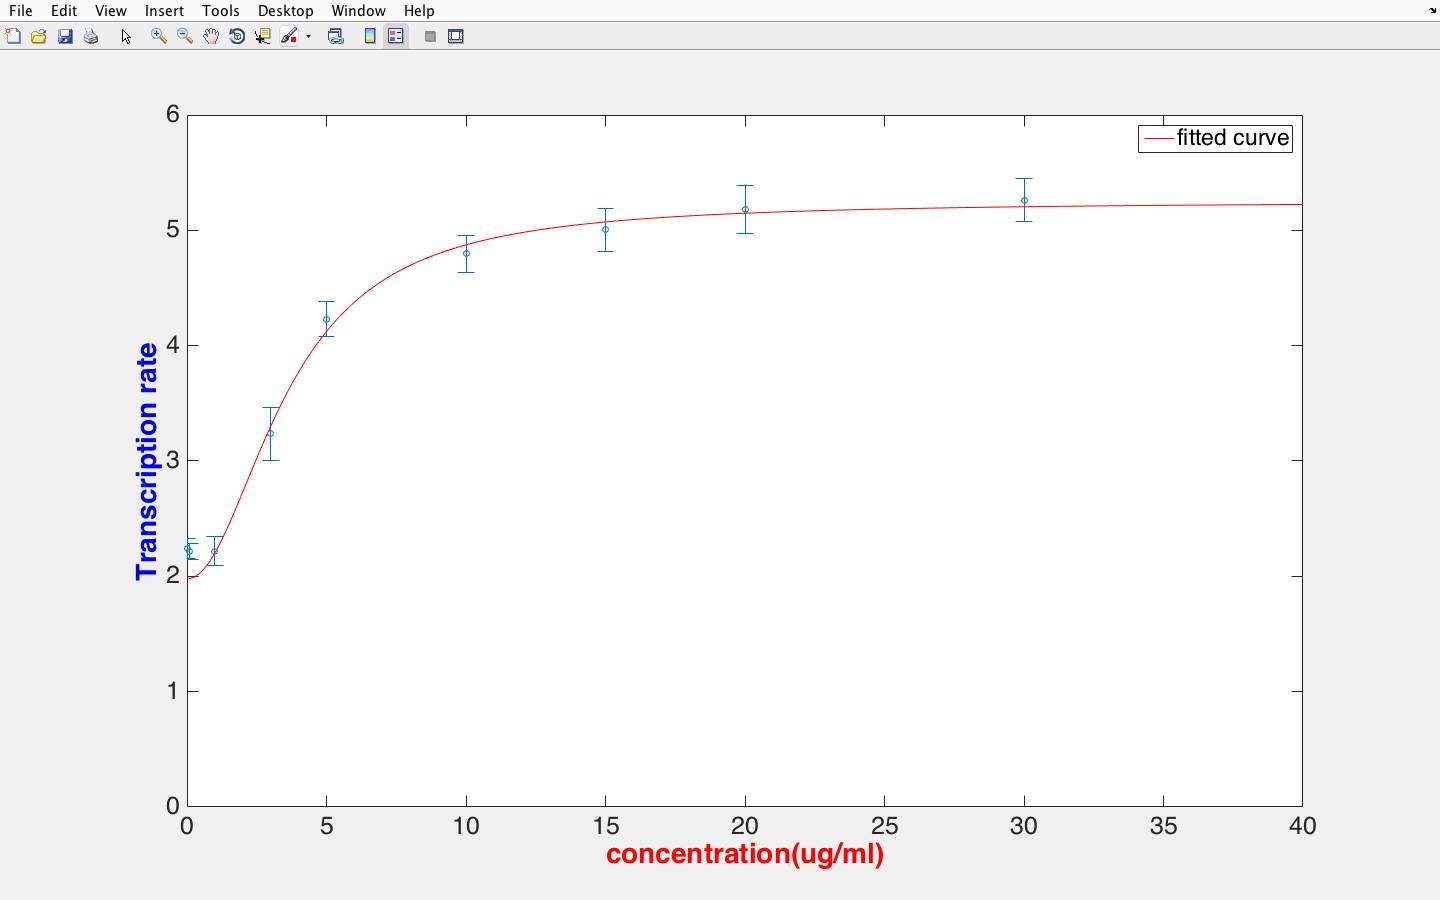 File Edit View Insert Tools Desktop Window Help
6
fitted curve
5
4
3
2
1
0
0 5 10 15 20 25 30 35 40
Transcription rate
concentration(ug/ml)